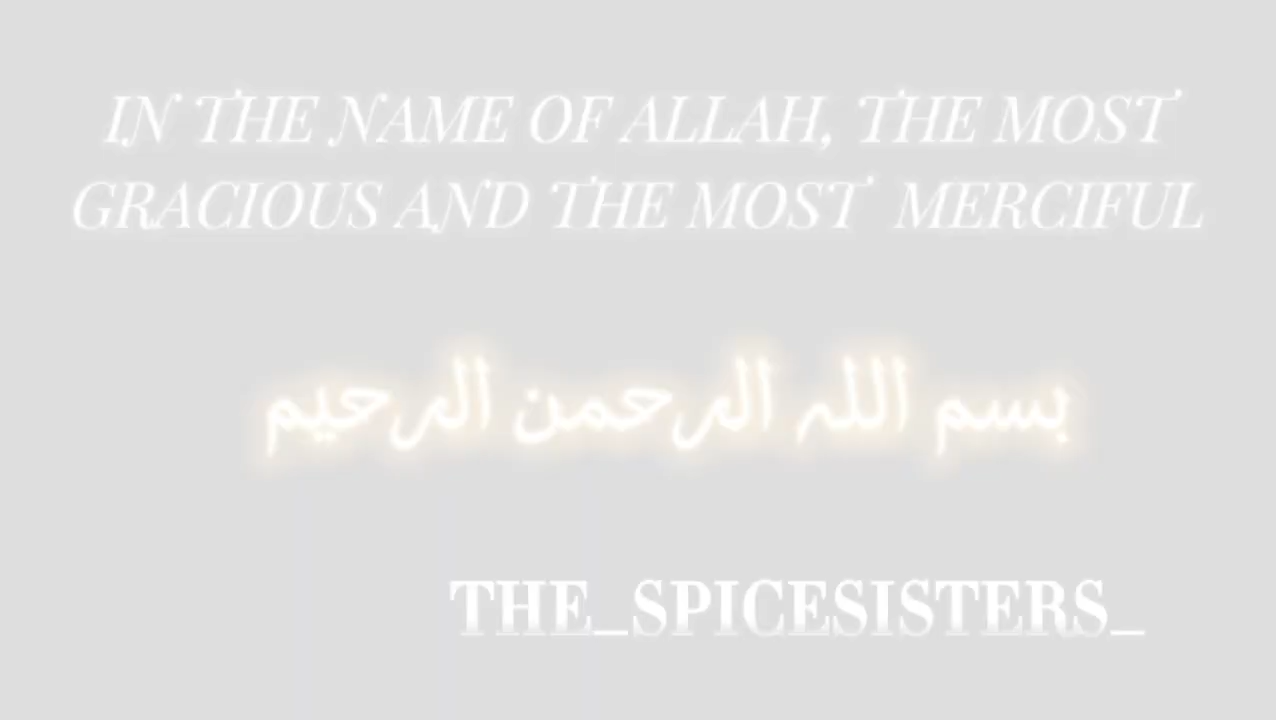 IN THE NAME OF ALLAH, THE MOST
GRACIOUS AND THE MOST MERCIFUL
بسم الله الرحمن الرحيم
THE_SPICESISTERS_